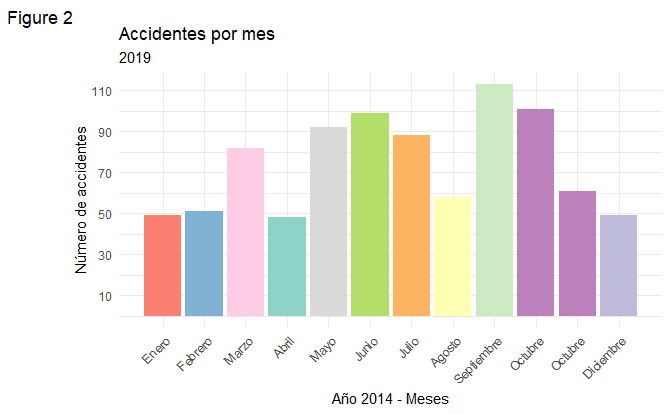 Figure 2
Accidentes por mes
2019
Número de accidentes
110
90
70
50
30
10
Enero
Febrero
Marzo
Abril
Mayo
Junio
Julio
Agosto
Septiembre
Octubre
Octubre
Diciembre
Año 2014 - Meses